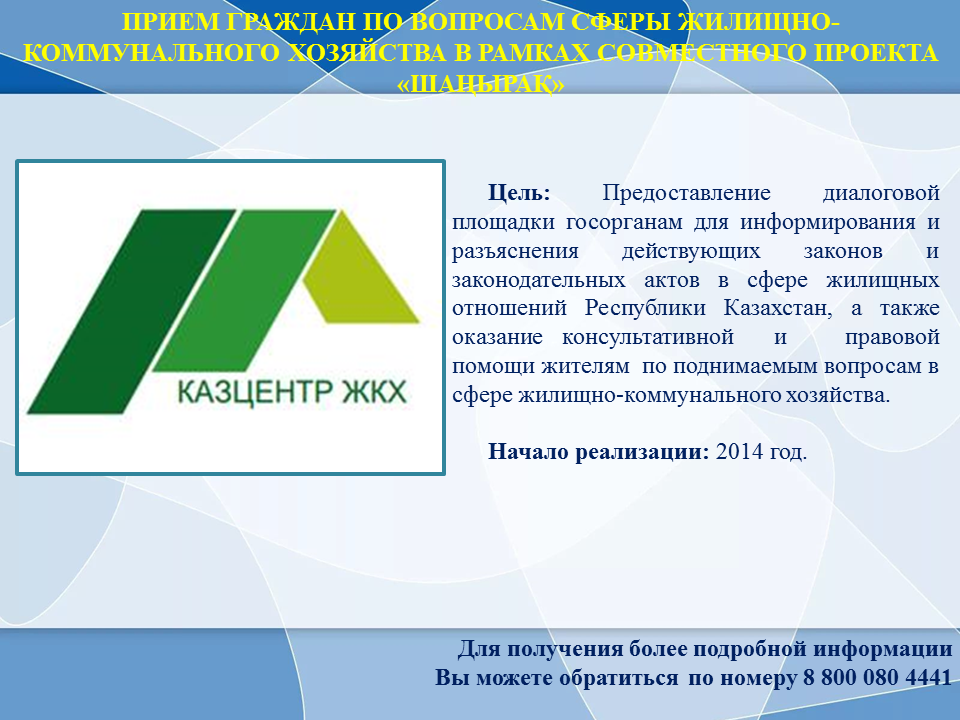 ПРИЕМ ГРАЖДАН ПО ВОПРОСАМ СФЕРЫ ЖИЛИЩНО-
КОММУНАЛЬНОГО ХОЗЯЙСТВА В РАМКАХ СОВМЕСТНОГО ПРОЕКТА
«ШАҢЫРАҚ»
КАЗЦЕНТР ЖКХ
Цель: Предоставление диалоговой
площадки госорганам для информирования и
разъяснения действующих законов и
законодательных актов в сфере жилищных
отношений Республики Казахстан, а также
оказание консультативной и правовой
помощи жителям по поднимаемым вопросам в
сфере жилищно-коммунального хозяйства.
Начало реализации: 2014 год.
Для получения более подробной информации
Вы можете обратиться по номеру 8 800 080 4441